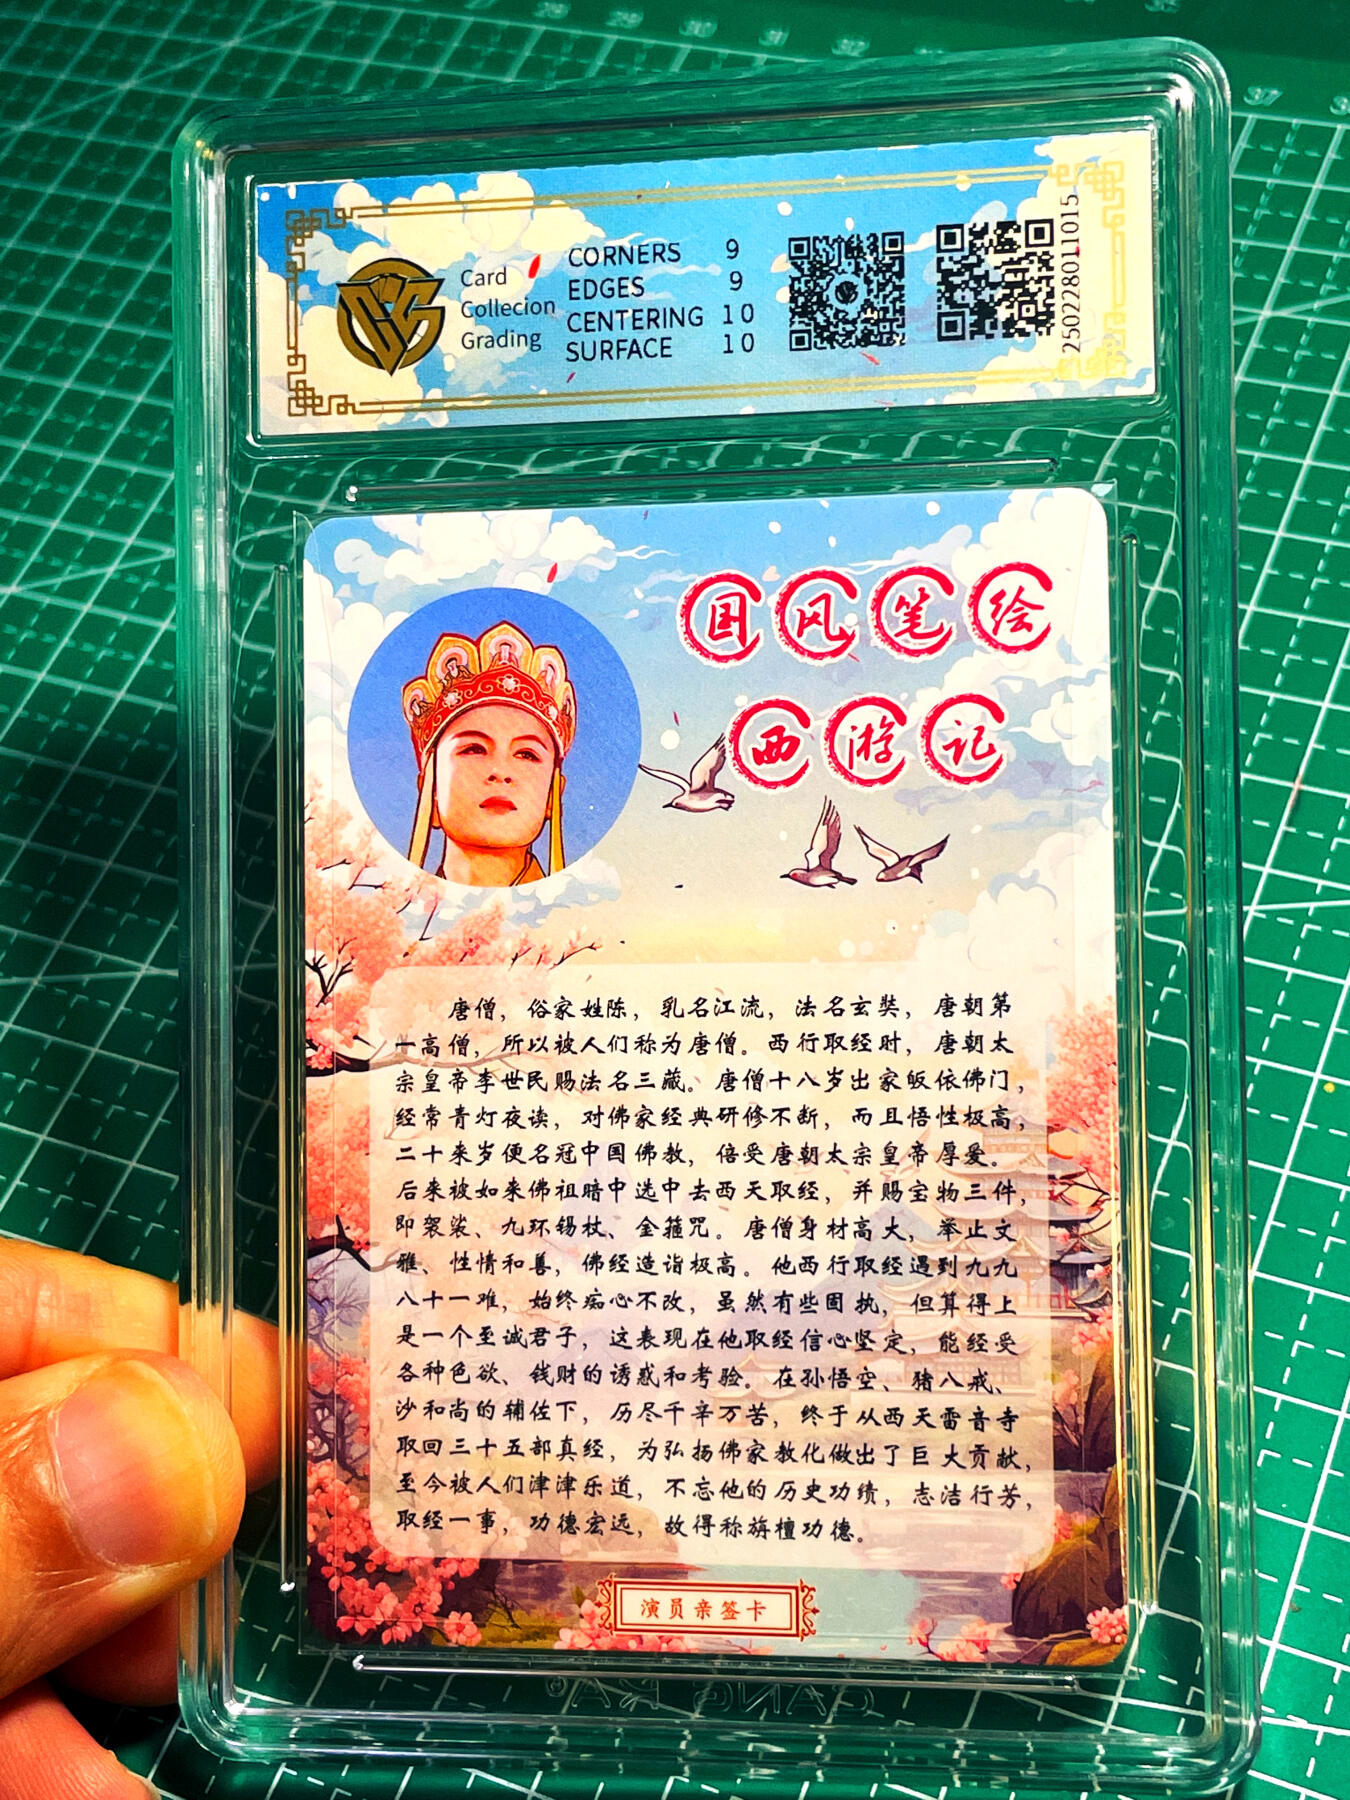 Card
Collecion
Grading
CORNERS 9
EDGES 9
CENTERING 10
SURFACE 10
2502280111015
国风笔绘
西游记
唐僧，俗家姓陈，乳名江流，法名玄奘，唐朝第
一高僧，所以被人们称为唐僧。西行取经时，唐朝太
宗皇帝李世民赐法名三藏。唐僧十八岁出家皈依佛门，
经常青灯夜读，对佛家经典研修不断，而且悟性极高，
二十来岁便名冠中国佛教，倍受唐朝太宗皇帝厚爱。
后来被如来佛祖暗中选中去西天取经，并赐宝物三件，
即袈裟、九环锡杖、金箍咒。唐僧身材高大，举止文
雅、性情和善，佛经造诣极高。他西行取经遇到九九
八十一难，始终痴心不改，虽然有些固执，但算得上
是一个至诚君子，这表现在他取经信心坚定，能经受
各种色欲、钱财的诱惑和考验。在孙悟空、猪八戒、
沙和尚的辅佐下，历尽千辛万苦，终于从西天雷音寺
取回三十五部真经，为弘扬佛家教化做出了巨大贡献，
至今被人们津津乐道，不忘他的历史功绩，志洁行芳，
取经一事，功德宏远，故得称旃檀功德。
演员亲签卡